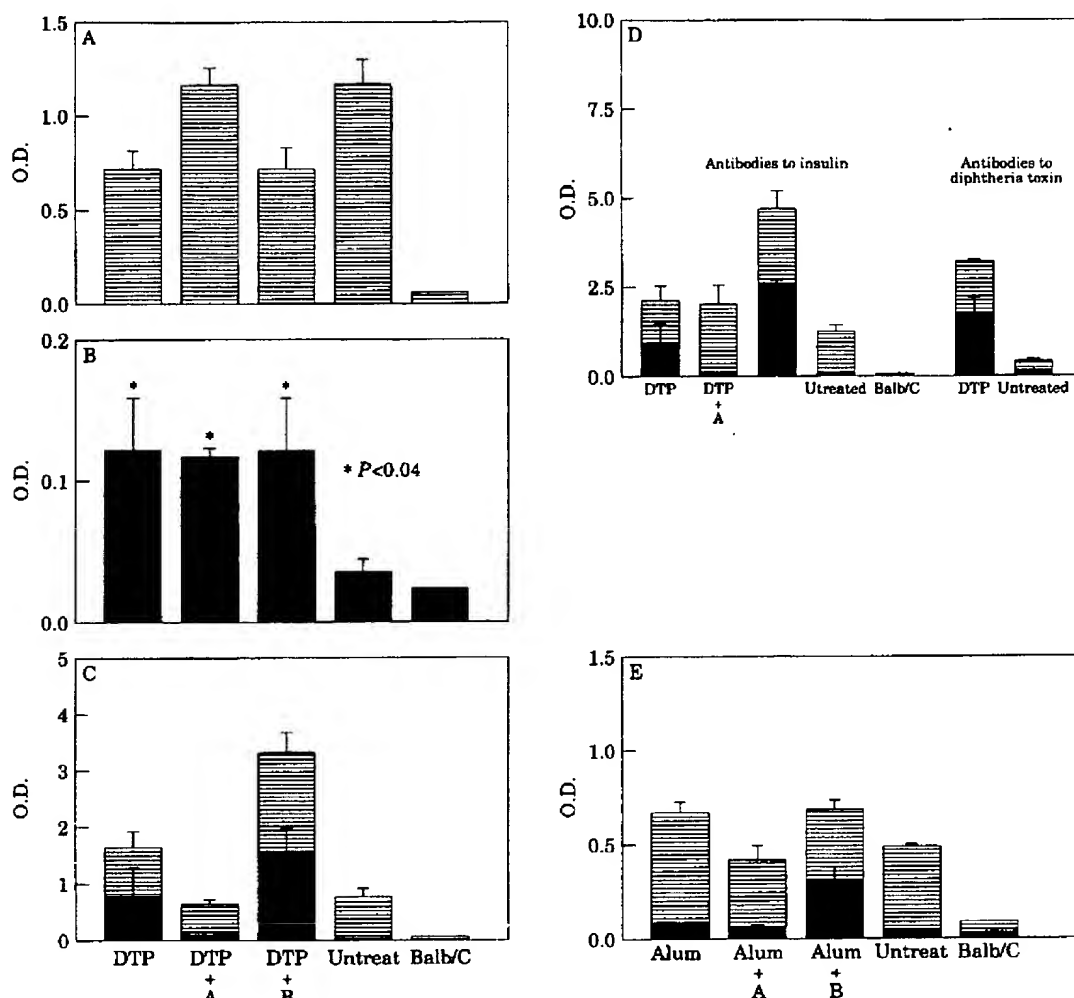 A
1.5
1.0
0.5
0.0
O.D.
B
0.2
0.1
0.0
O.D.
*
*
*
* P<0.04
C
5
4
3
2
1
0
O.D.
DTP
DTP + A
DTP + B
Untreat
Balb/C
D
10.0
7.5
5.0
2.5
0.0
O.D.
Antibodies to insulin
Antibodies to
diphtheria toxin
DTP
DTP + A
Utreated
Balb/C
DTP
Untreated
E
1.5
1.0
0.5
0.0
O.D.
Alum
Alum + A
Alum + B
Untreat
Balb/C